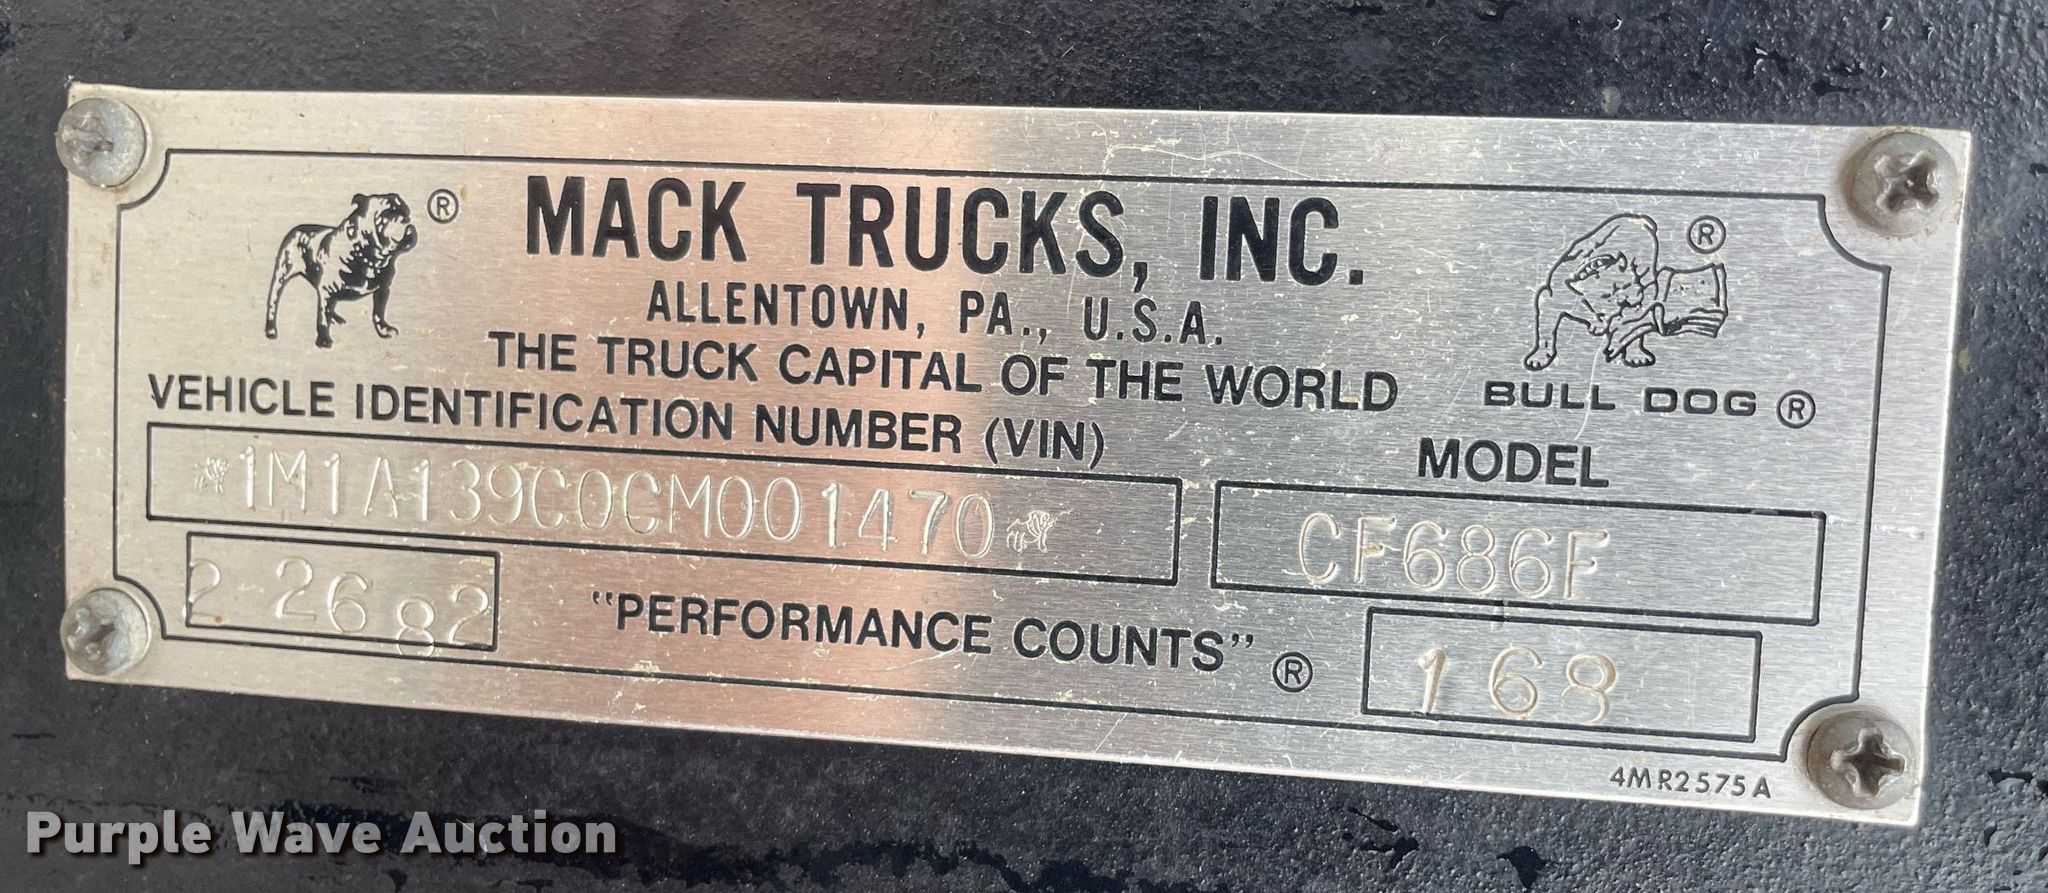 ®
MACK TRUCKS, INC.
®
ALLENTOWN, PA., U.S.A.
THE TRUCK CAPITAL OF THE WORLD
BULL DOG ®
VEHICLE IDENTIFICATION NUMBER (VIN)
MODEL
1M1A139C0CM001470
CF686F
2-26 82
"PERFORMANCE COUNTS" ®
168
4MR2575A
Purple Wave Auction